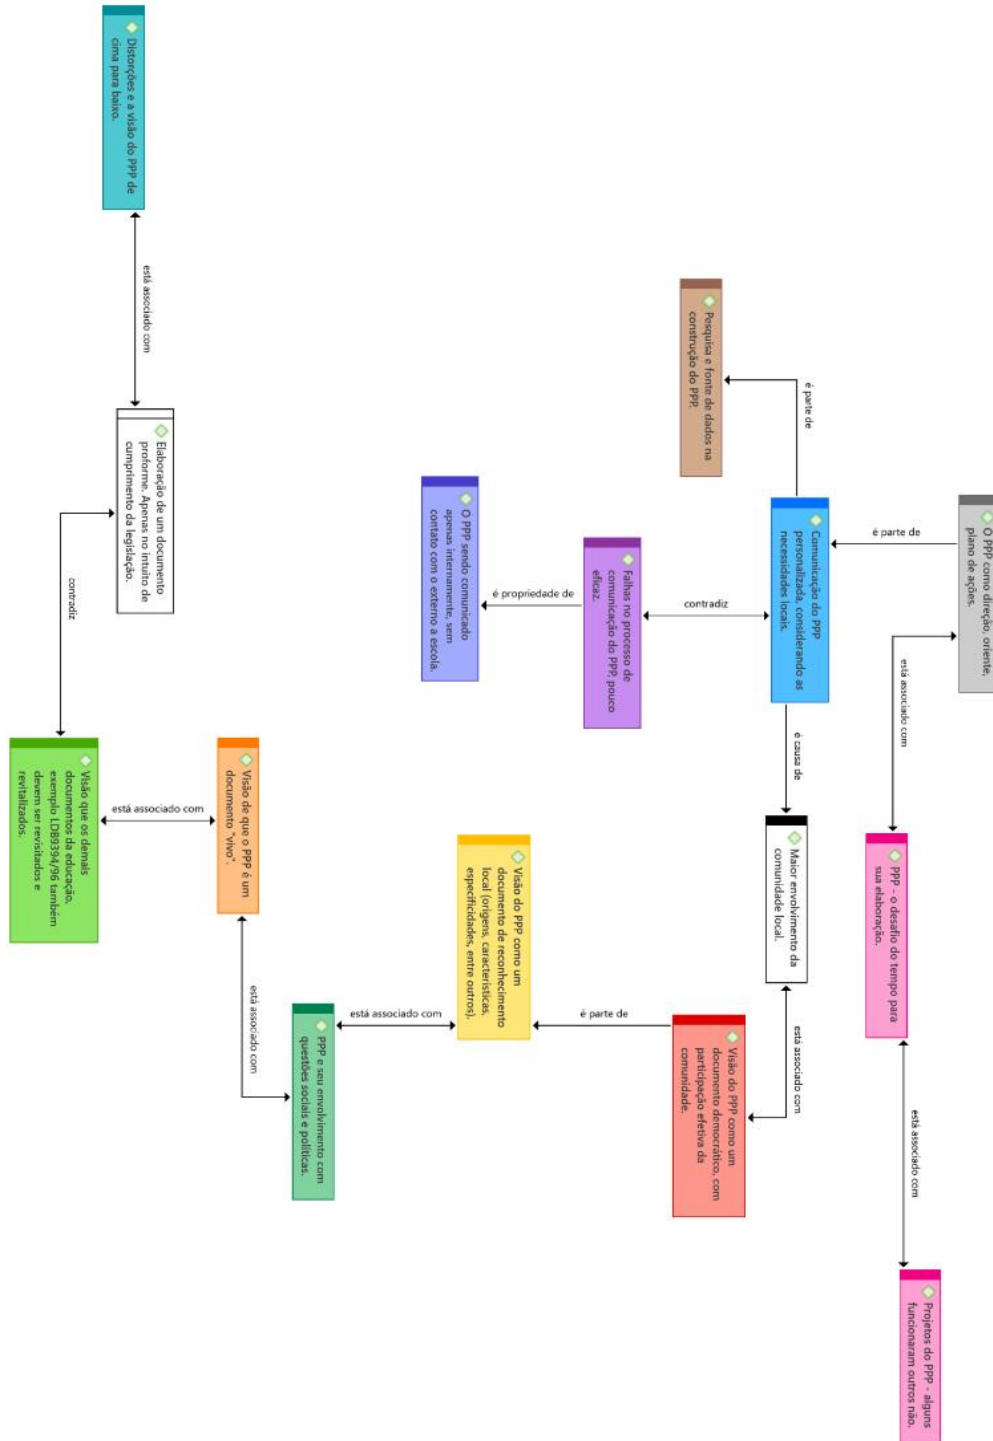 O PPP como direção, oriente,
plano de ações.
é parte de
está associado com
PPP - o desafio do tempo para
sua elaboração.
está associado com
Projetos do PPP - alguns
funcionaram outros não.
Comunicação do PPP
personalizada, considerando as
necessidades locais.
é parte de
Pesquisa e fonte de dados na
construção do PPP.
contradiz
é causa de
Maior envolvimento da
comunidade local.
está associado com
Falhas no processo de
comunicação do PPP, pouco
eficaz.
é propriedade de
O PPP sendo comunicado
apenas internamente, sem
contato com o externo a escola.
Visão do PPP como um
documento democrático, com
participação efetiva da
comunidade.
é parte de
Visão do PPP como um
documento de reconhecimento
local (origens, características,
especificidades, entre outros).
está associado com
PPP e seu envolvimento com
questões sociais e políticas.
está associado com
Visão de que o PPP é um
documento "vivo".
está associado com
Visão que os demais
documentos da educação,
exemplo LDB9394/96 também
devem ser revisitados e
revitalizados.
contradiz
Elaboração de um documento
proforme. Apenas no intuito de
cumprimento da legislação.
está associado com
Distorções e a visão do PPP de
cima para baixo.